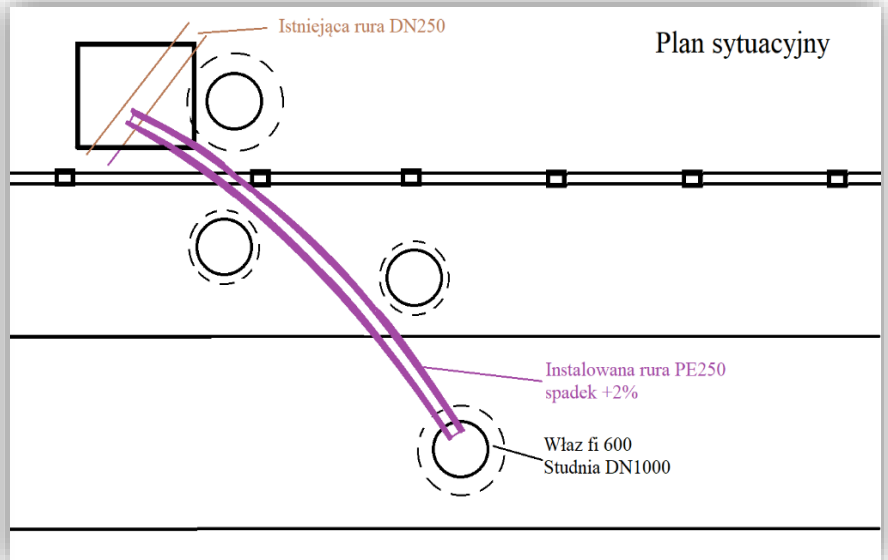 Istniejąca rura DN250
Plan sytuacyjny
Instalowana rura PE250
spadek +2%
Właz fi 600
Studnia DN1000